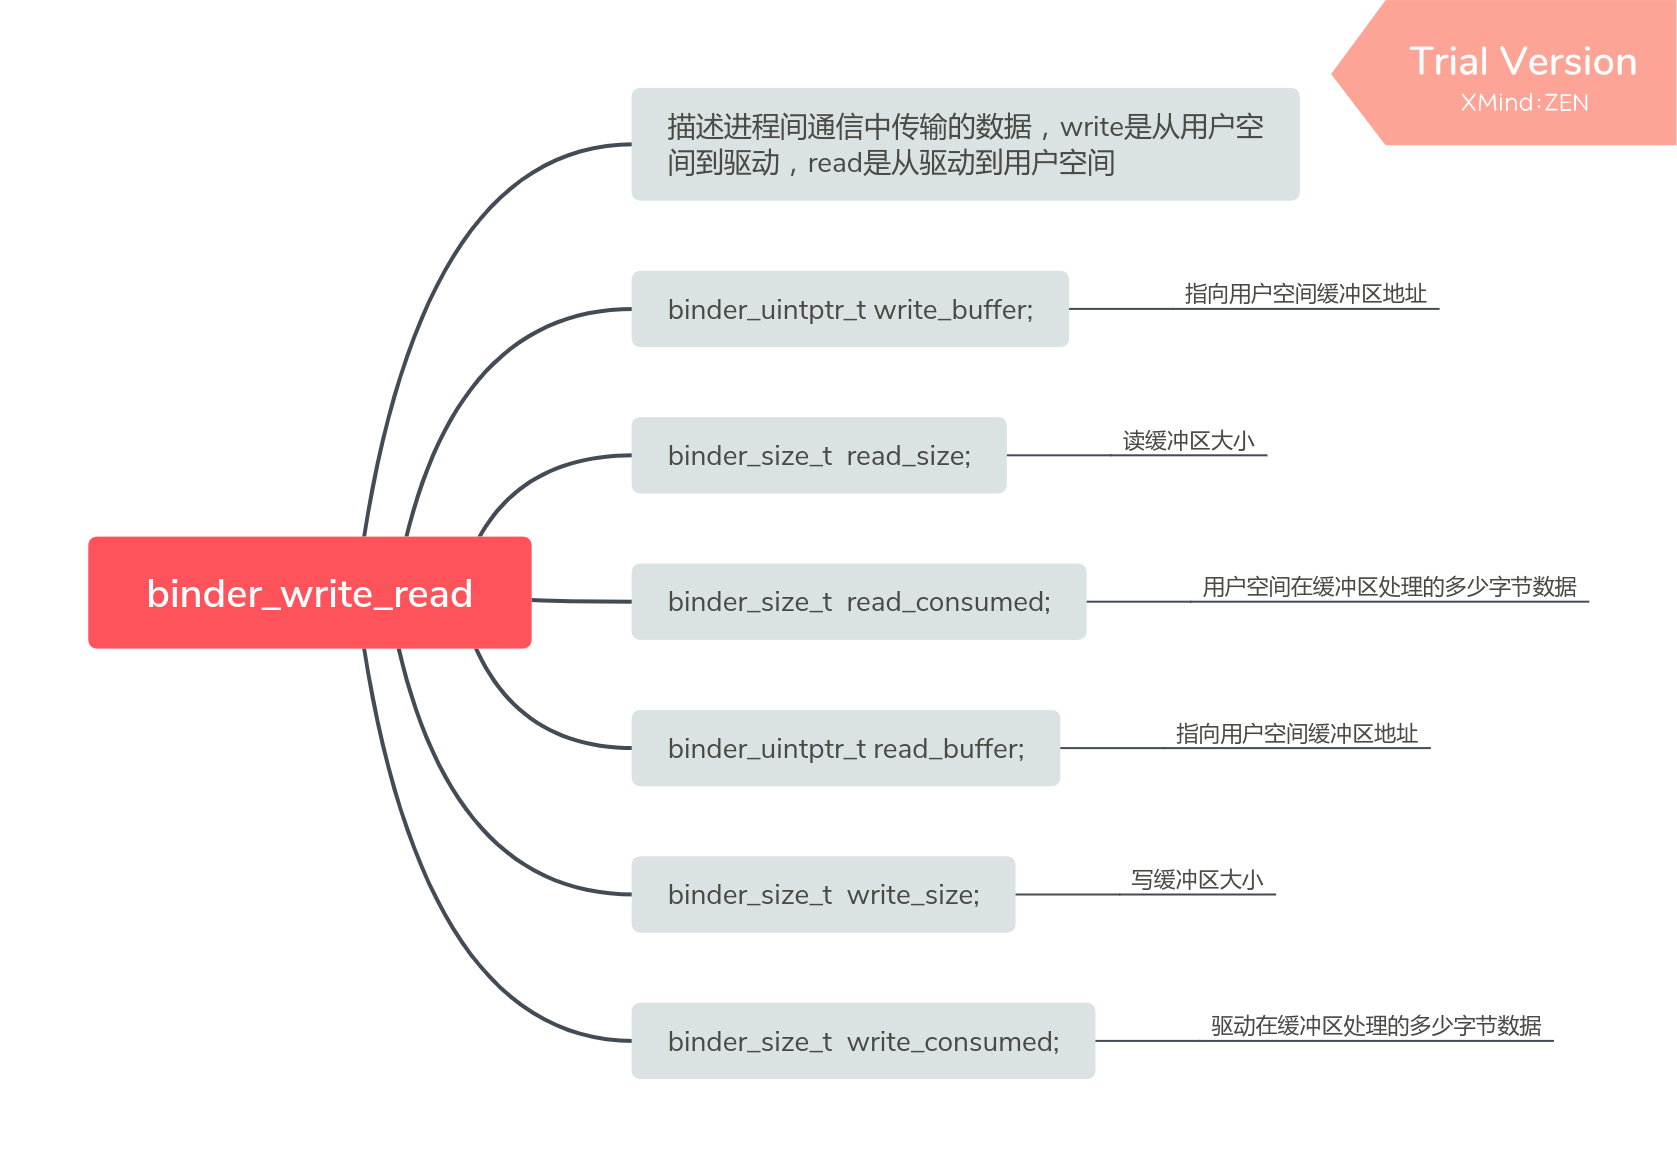 Trial Version
XMind:ZEN
描述进程间通信中传输的数据，write是从用户空
间到驱动，read是从驱动到用户空间
binder_uintptr_t write_buffer;
指向用户空间缓冲区地址
binder_size_t  read_size;
读缓冲区大小
binder_write_read
binder_size_t  read_consumed;
用户空间在缓冲区处理的多少字节数据
binder_uintptr_t read_buffer;
指向用户空间缓冲区地址
binder_size_t  write_size;
写缓冲区大小
binder_size_t  write_consumed;
驱动在缓冲区处理的多少字节数据